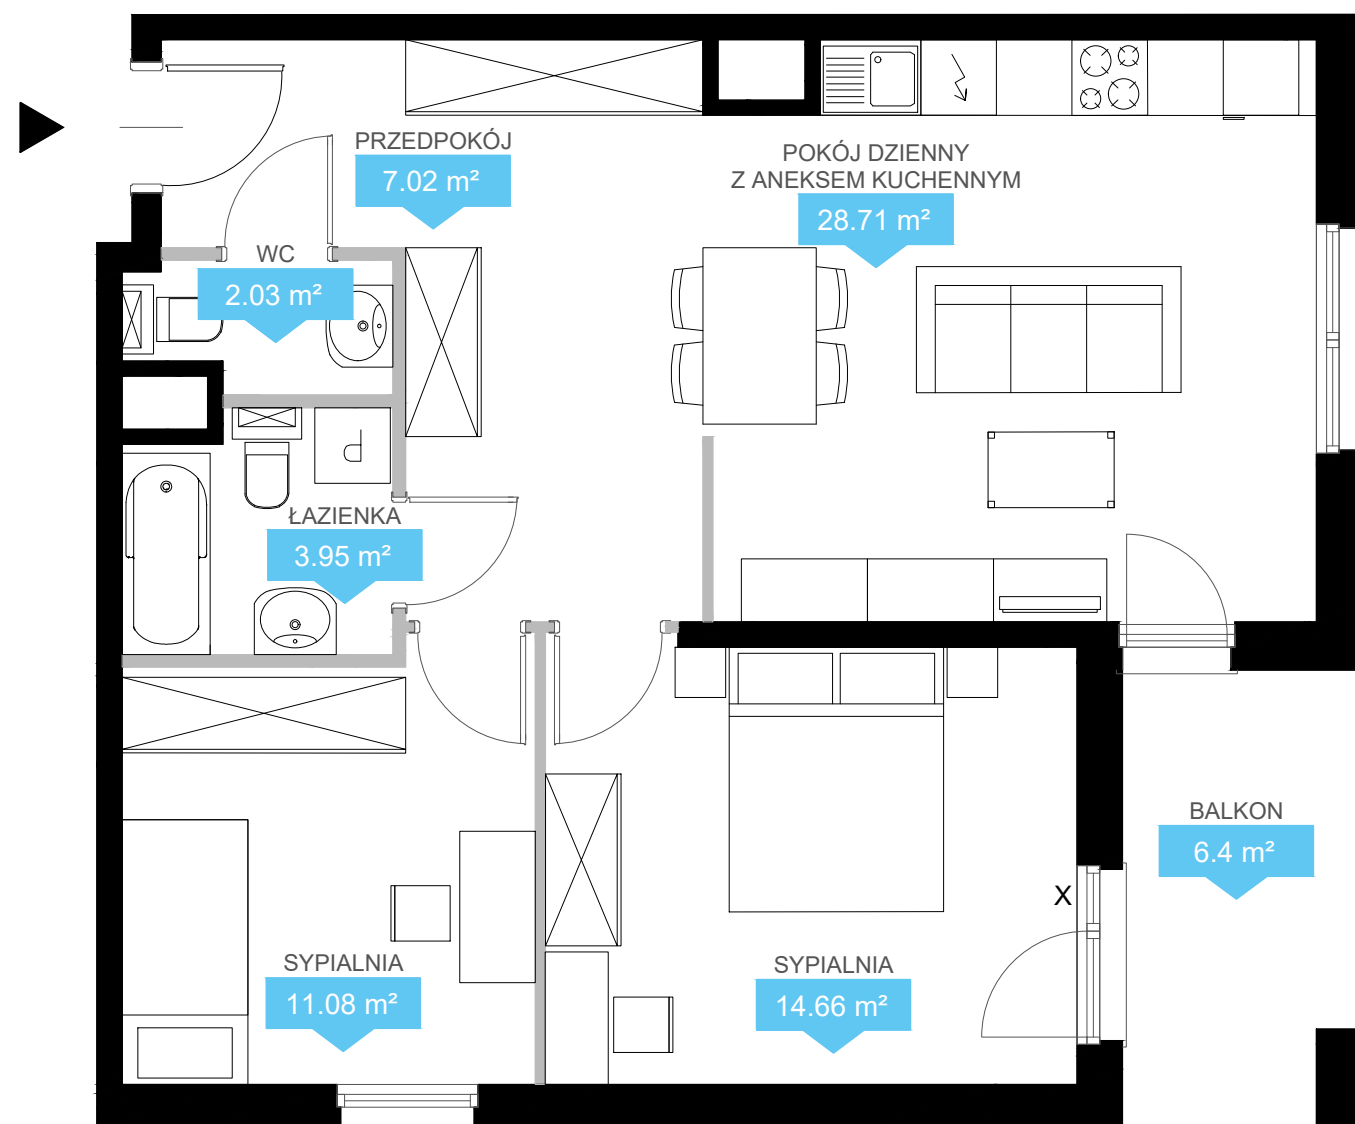 PRZEDPOKÓJ
7.02 m²
POKÓJ DZIENNY
Z ANEKSEM KUCHENNYM
28.71 m²
WC
2.03 m²
P
ŁAZIENKA
3.95 m²
BALKON
6.4 m²
X
SYPIALNIA
11.08 m²
SYPIALNIA
14.66 m²